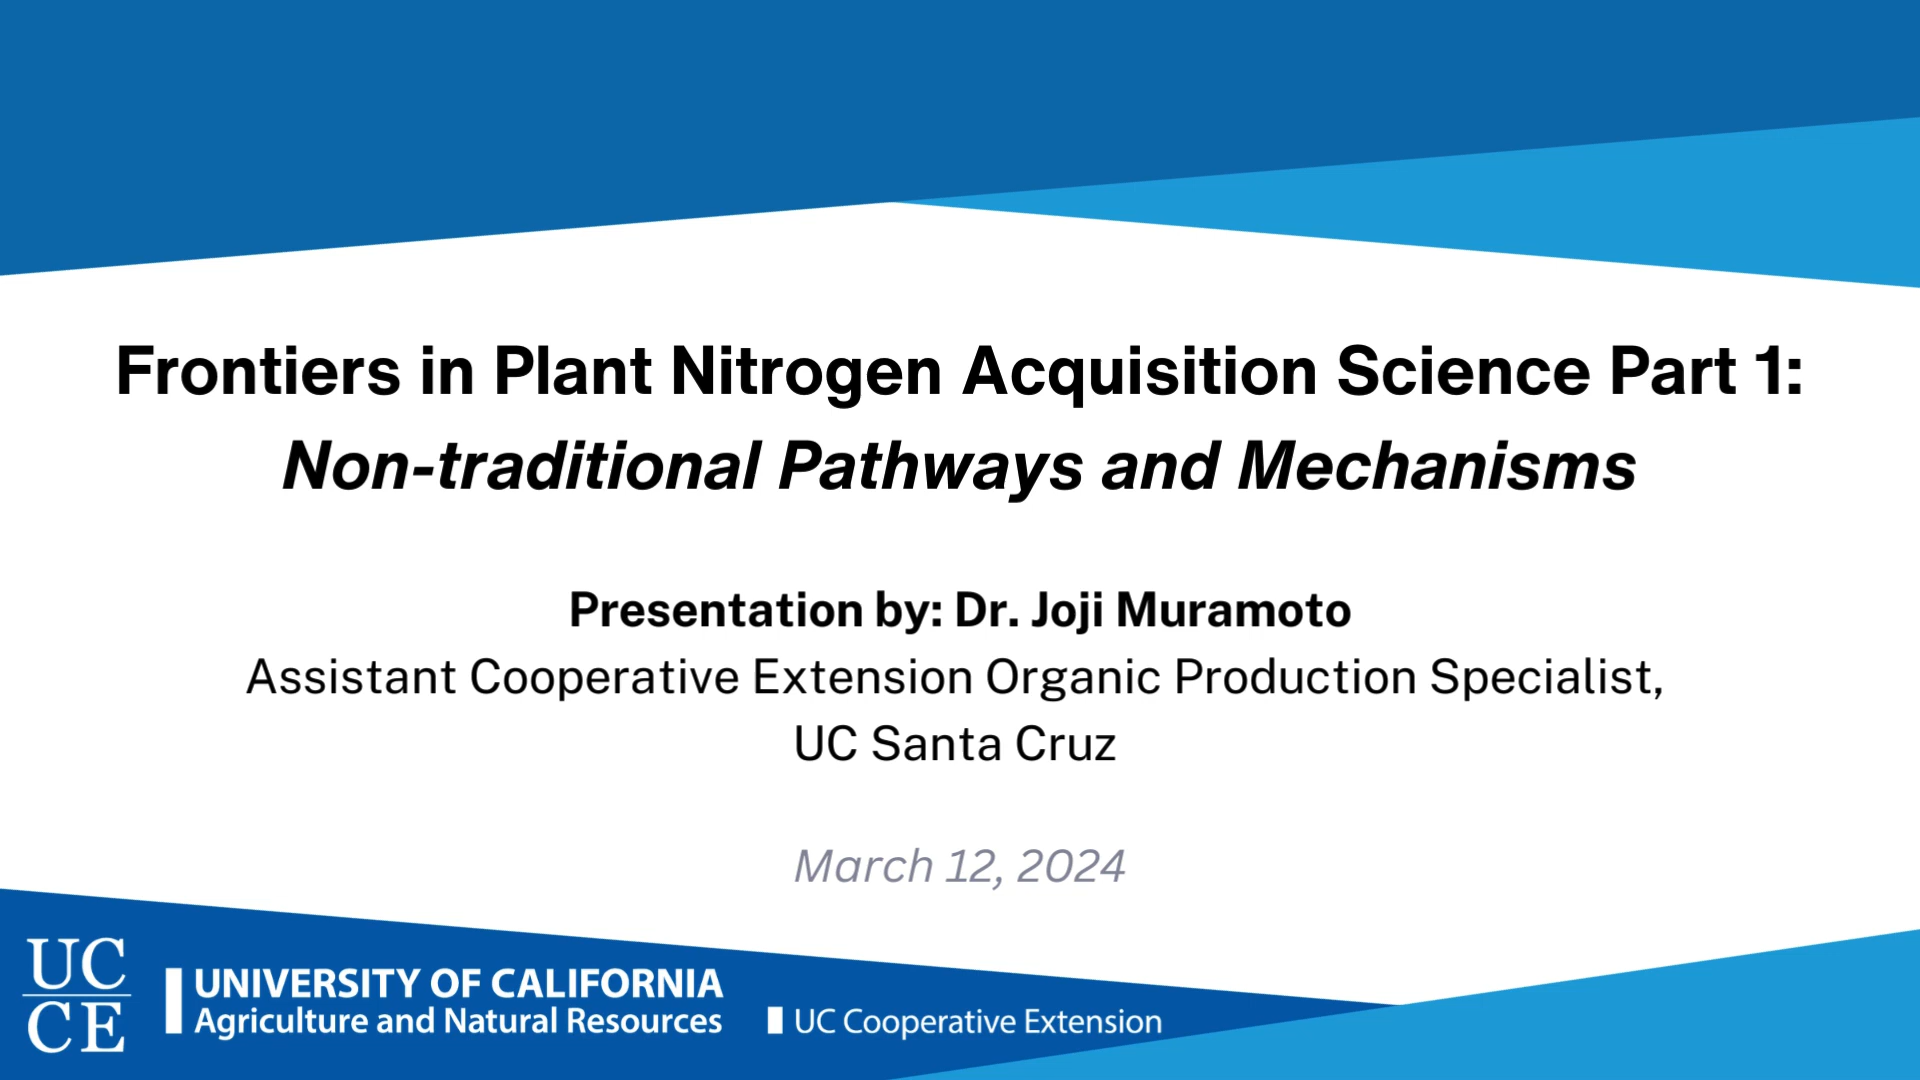 Frontiers in Plant Nitrogen Acquisition Science Part 1:
Non-traditional Pathways and Mechanisms
Presentation by: Dr. Joji Muramoto
Assistant Cooperative Extension Organic Production Specialist,
UC Santa Cruz
March 12, 2024
UC
CE
UNIVERSITY OF CALIFORNIA
Agriculture and Natural Resources
UC Cooperative Extension